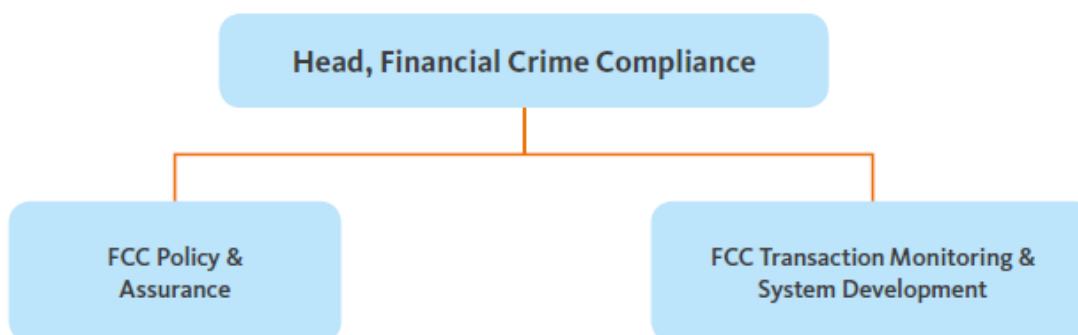 Head, Financial Crime Compliance
FCC Policy &
Assurance
FCC Transaction Monitoring &
System Development